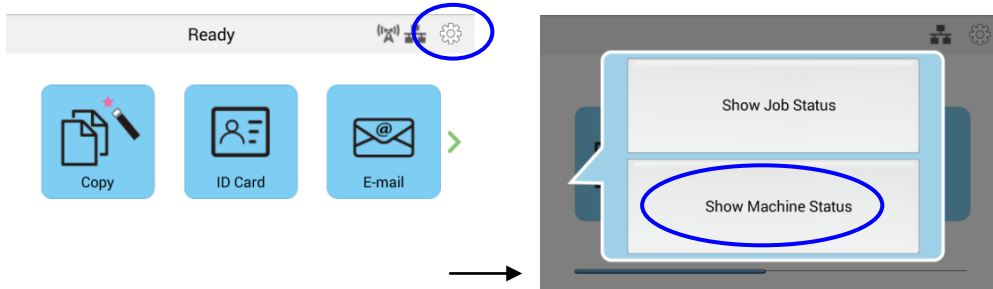 Ready
Copy
ID Card
E-mail
Show Job Status
Show Machine Status